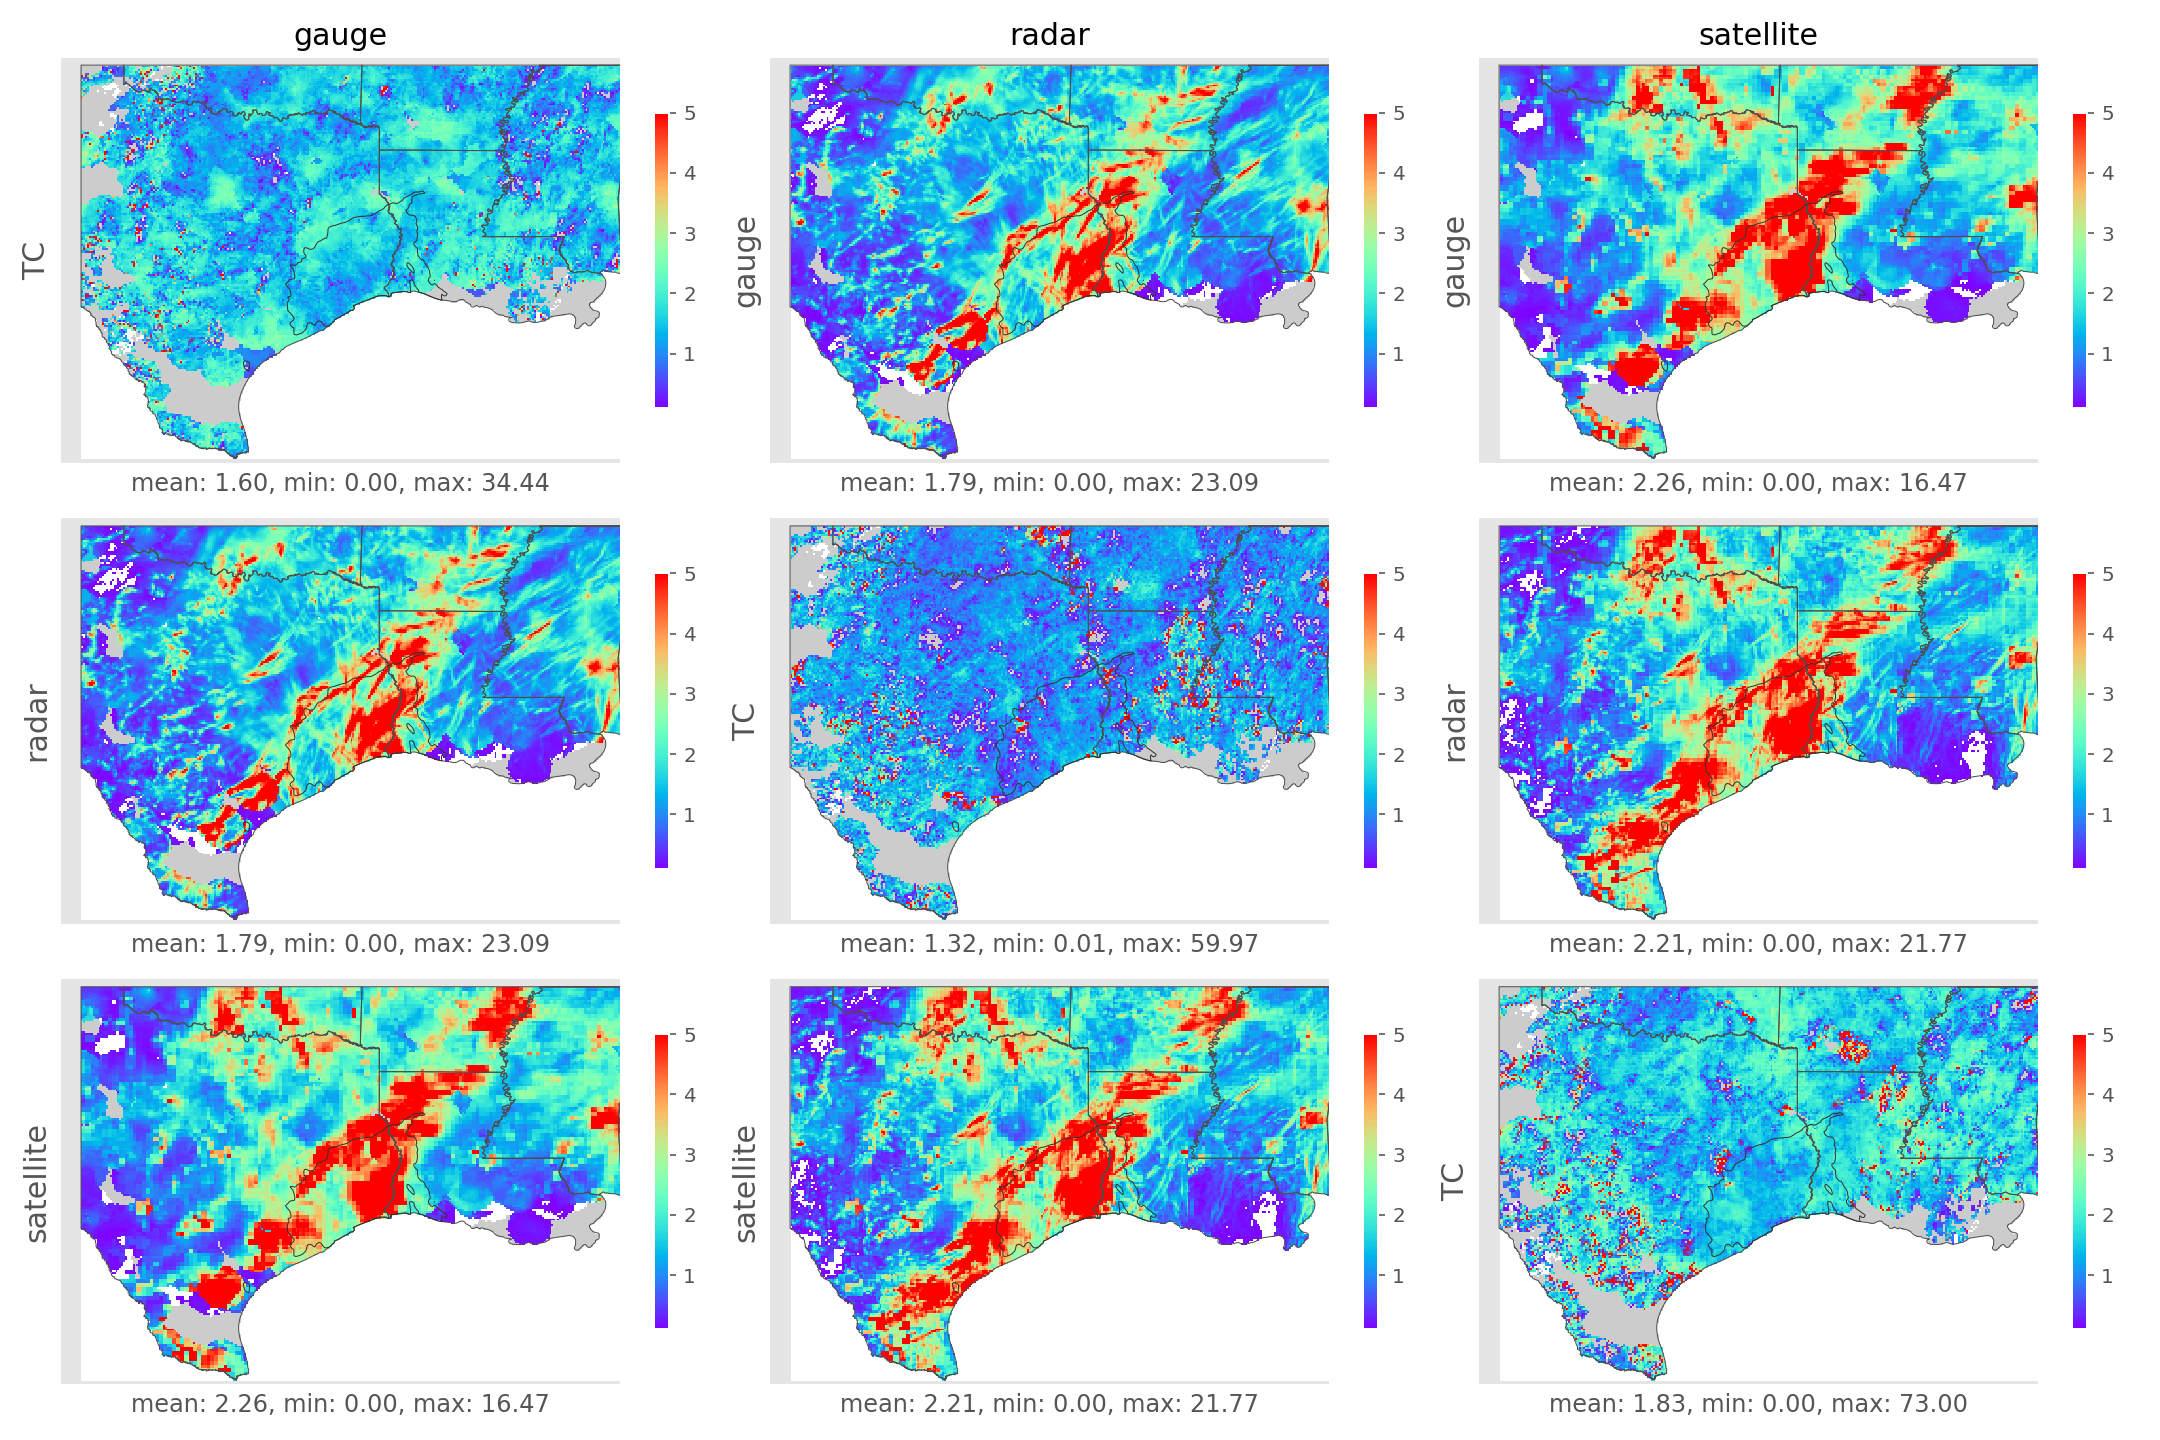 gauge
radar
satellite
TC
5
4
3
2
1
mean: 1.60, min: 0.00, max: 34.44
gauge
5
4
3
2
1
mean: 1.79, min: 0.00, max: 23.09
gauge
5
4
3
2
1
mean: 2.26, min: 0.00, max: 16.47
radar
5
4
3
2
1
mean: 1.79, min: 0.00, max: 23.09
TC
5
4
3
2
1
mean: 1.32, min: 0.01, max: 59.97
radar
5
4
3
2
1
mean: 2.21, min: 0.00, max: 21.77
satellite
5
4
3
2
1
mean: 2.26, min: 0.00, max: 16.47
satellite
5
4
3
2
1
mean: 2.21, min: 0.00, max: 21.77
TC
5
4
3
2
1
mean: 1.83, min: 0.00, max: 73.00